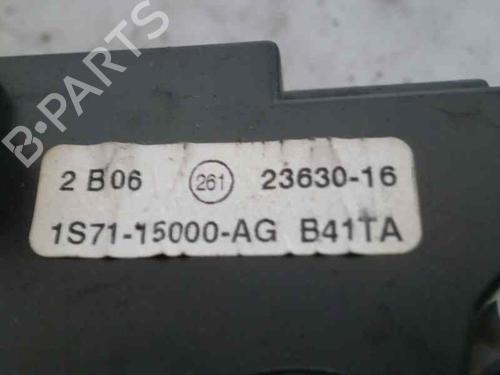 B·PARTS
2 B06 261 23630-16
1S71-15000-AG B41TA